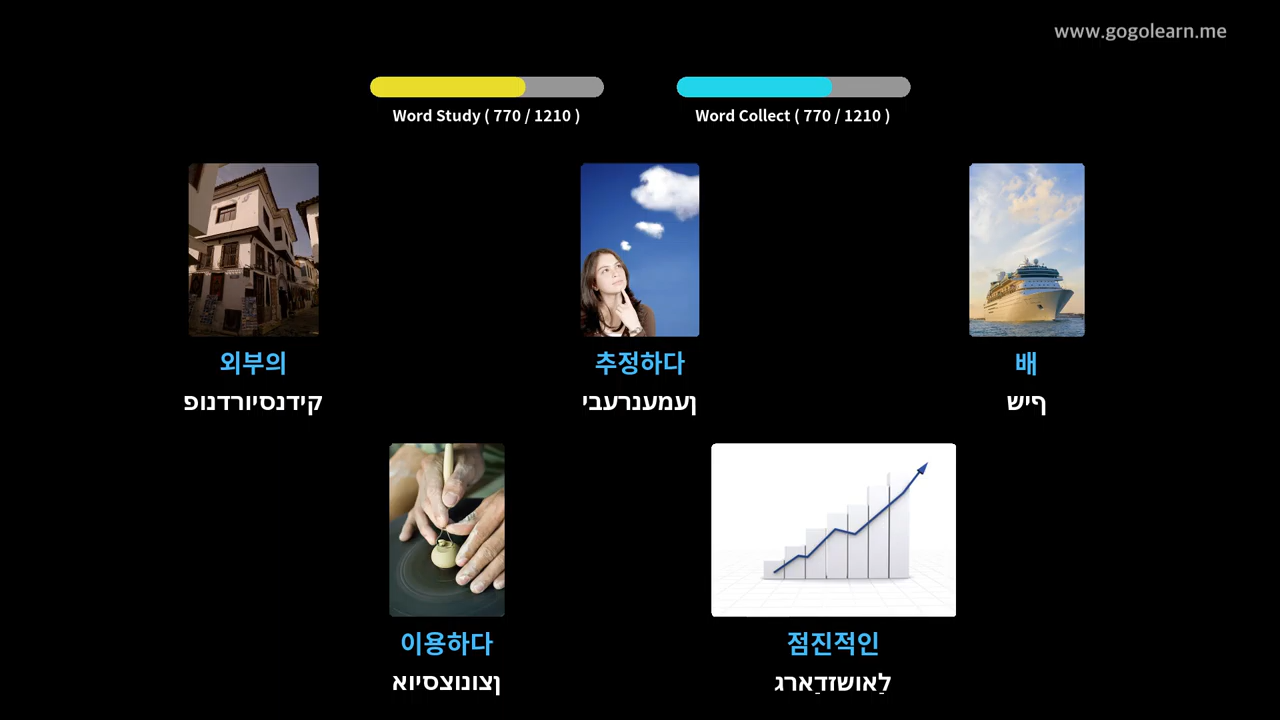 www.gogolearn.me
Word Study ( 770 / 1210 )
Word Collect ( 770 / 1210 )
외부의
קידנסיורדנופ
추정하다
ןעמענרעבי
배
ףיש
이용하다
ןצונוצסיוא
점진적인
לַאושזדַארג